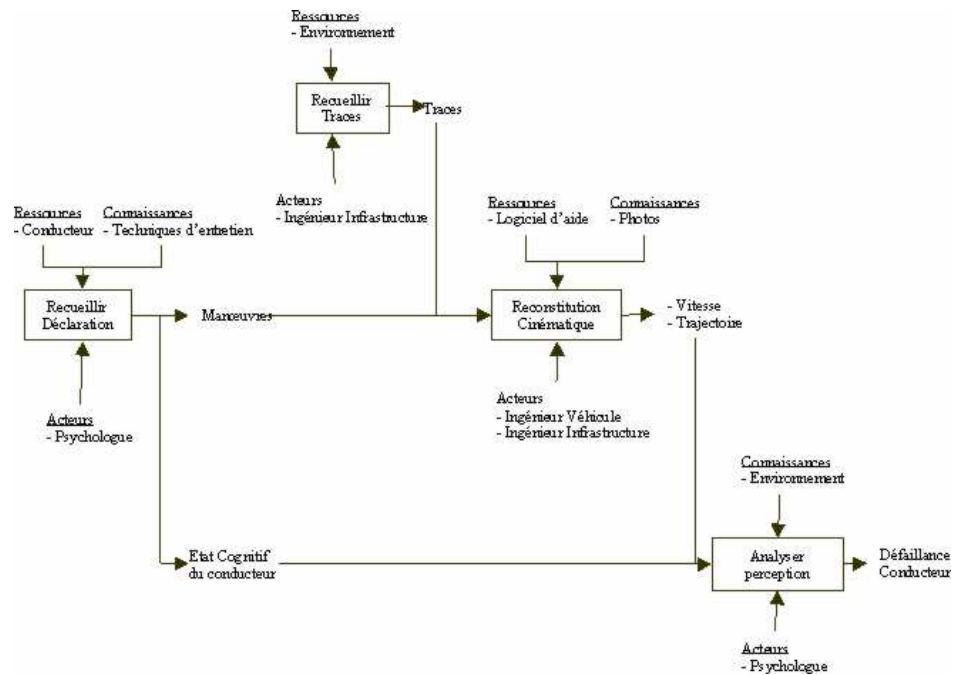 Ressources
- Environnement
Recueillir
Traces
Traces
Acteurs
- Ingénieur Infrastructure
Ressources
- Conducteur
Connaissances
- Techniques d'entretien
Ressources
- Logiciel d'aide
Connaissances
- Photos
Recueillir
Déclaration
Manœuvres
Reconstitution
Cinématique
- Vitesse
- Trajectoire
Acteurs
- Psychologue
Acteurs
- Ingénieur Véhicule
- Ingénieur Infrastructure
Connaissances
- Environnement
Etat Cognitif
du conducteur
Analyser
perception
Défaillance
Conducteur
Acteurs
- Psychologue